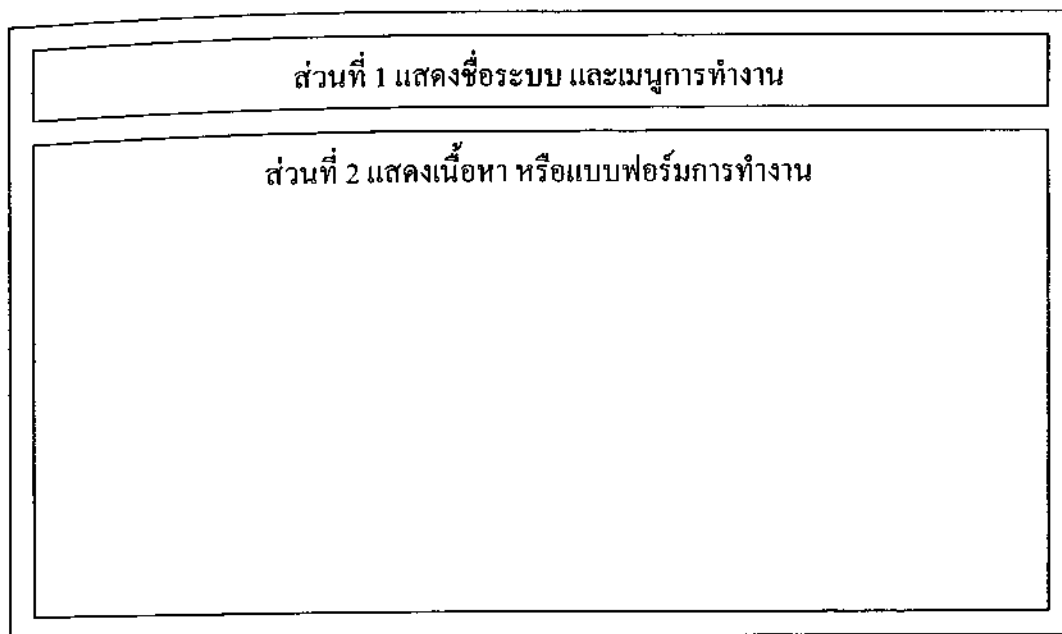 ส่วนที่ 1 แสดงชื่อระบบ และเมนูการทำงาน
ส่วนที่ 2 แสดงเนื้อหา หรือแบบฟอร์มการทำงาน